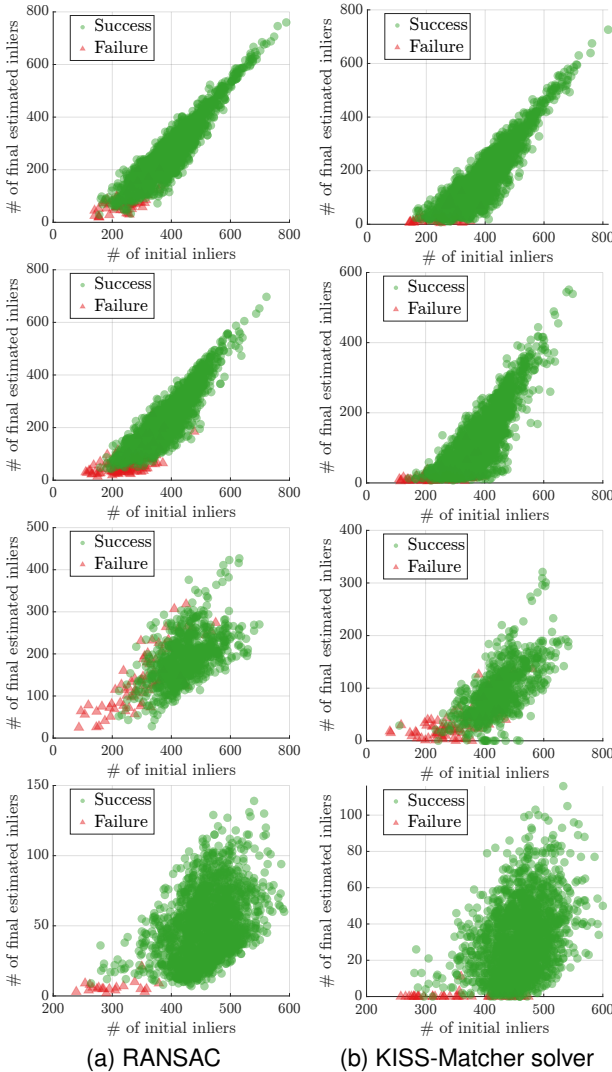 800
600
400
200
0
0 200 400 600 800
# of initial inliers
# of final estimated inliers
Success
Failure
800
600
400
200
0
0 200 400 600 800
# of initial inliers
# of final estimated inliers
Success
Failure
800
600
400
200
0
0 200 400 600 800
# of initial inliers
# of final estimated inliers
Success
Failure
600
400
200
0
0 200 400 600 800
# of initial inliers
# of final estimated inliers
Success
Failure
500
400
300
200
100
0
0 200 400 600 800
# of initial inliers
# of final estimated inliers
Success
Failure
400
300
200
100
0
0 200 400 600 800
# of initial inliers
# of final estimated inliers
Success
Failure
150
100
50
0
200 300 400 500 600
# of initial inliers
# of final estimated inliers
Success
Failure
100
80
60
40
20
0
200 300 400 500 600
# of initial inliers
# of final estimated inliers
Success
Failure
(a) RANSAC
(b) KISS-Matcher solver